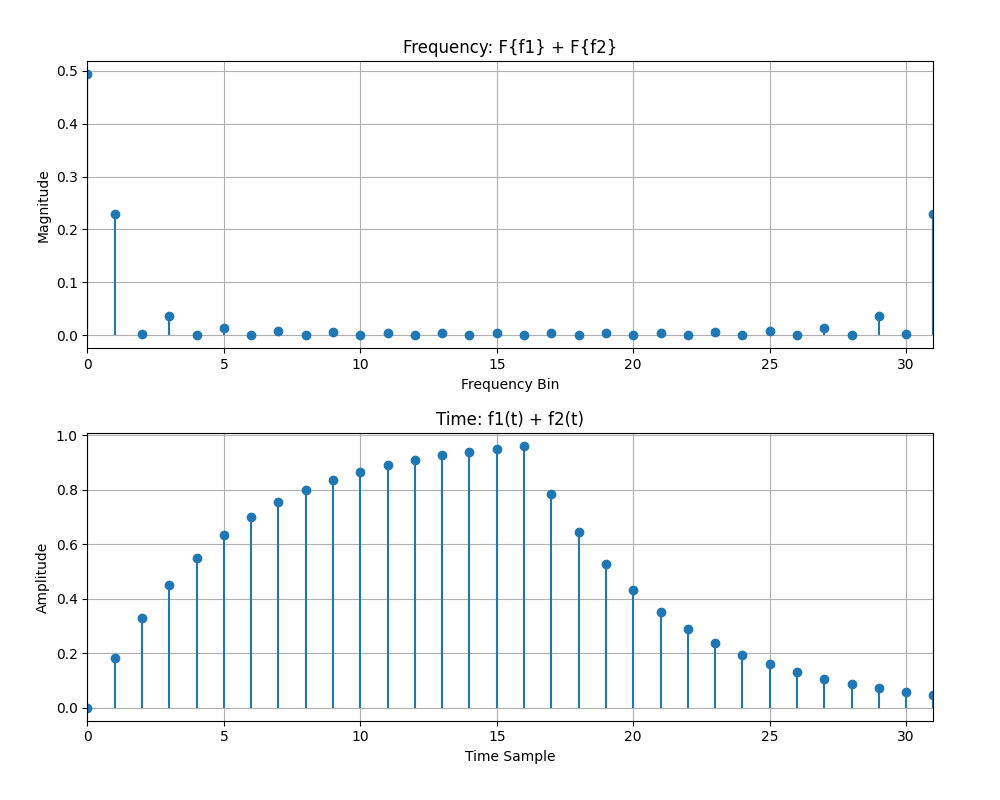 Frequency: F{f1} + F{f2}
0.5
0.4
0.3
0.2
0.1
0.0
Magnitude
0 5 10 15 20 25 30
Frequency Bin
Time: f1(t) + f2(t)
1.0
0.8
0.6
0.4
0.2
0.0
Amplitude
0 5 10 15 20 25 30
Time Sample